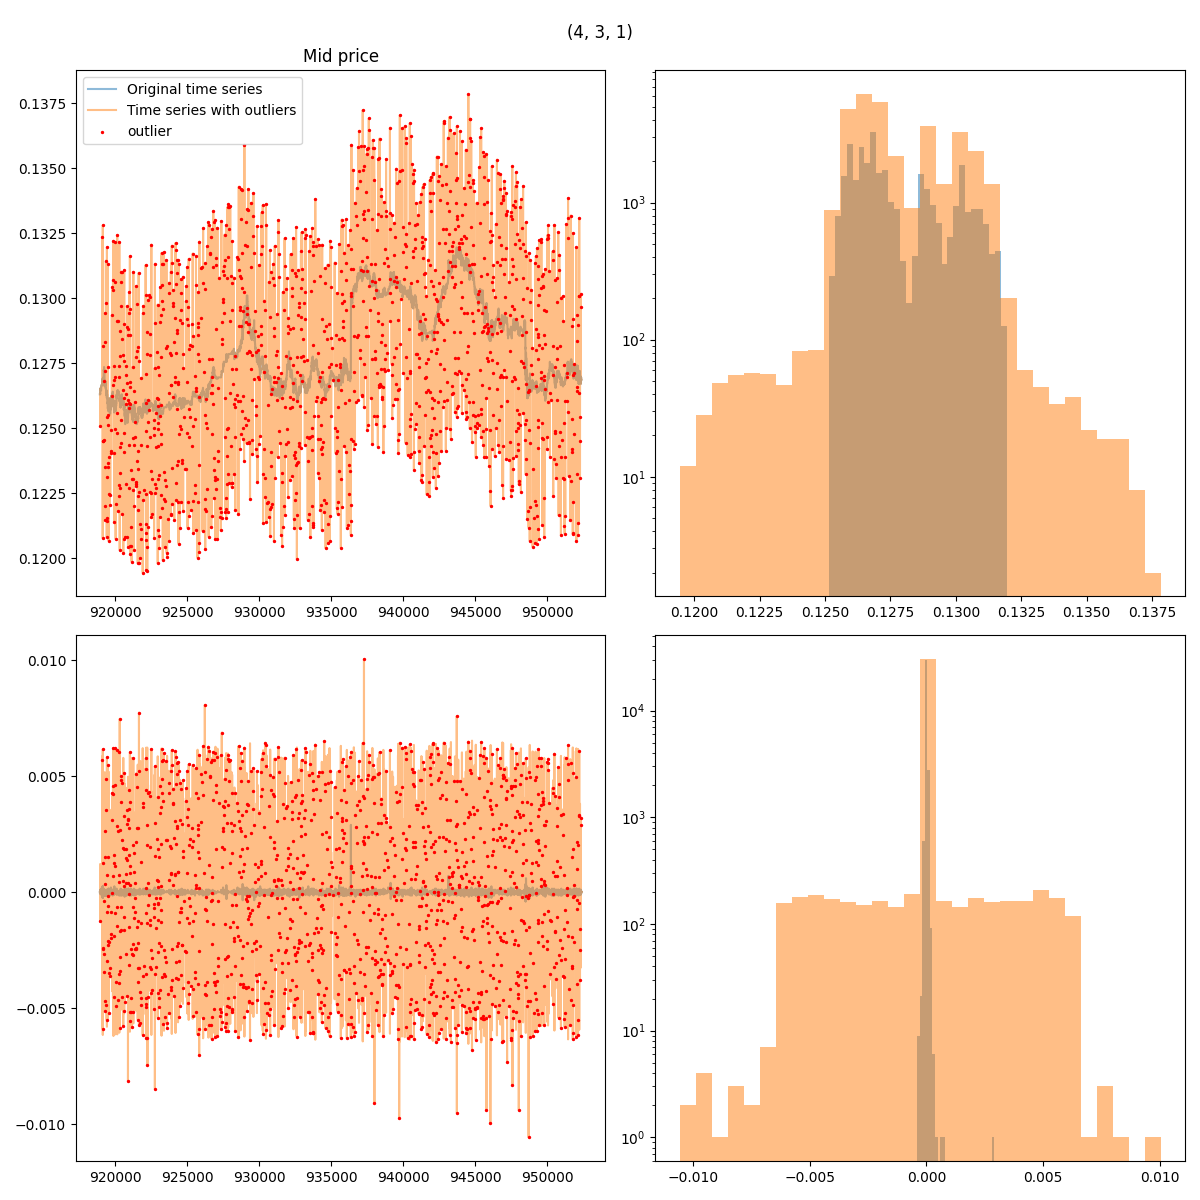 (4, 3, 1)
Mid price
Original time series
Time series with outliers
outlier
0.1375
0.1350
0.1325
0.1300
0.1275
0.1250
0.1225
0.1200
920000 925000 930000 935000 940000 945000 950000
10³
10²
10¹
0.1200 0.1225 0.1250 0.1275 0.1300 0.1325 0.1350 0.1375
0.010
0.005
0.000
−0.005
−0.010
920000 925000 930000 935000 940000 945000 950000
10⁴
10³
10²
10¹
10⁰
−0.010 −0.005 0.000 0.005 0.010